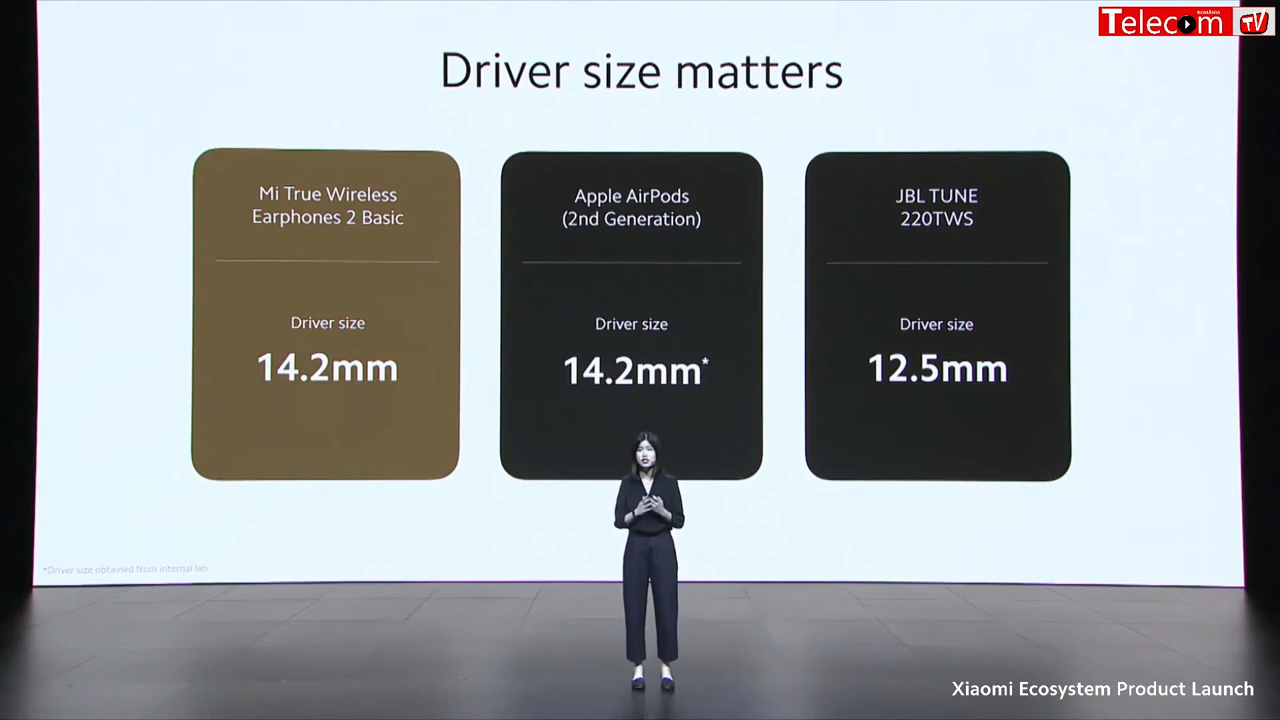 Telecom
ROMÂNIA
TV
Driver size matters
Mi True Wireless
Earphones 2 Basic
Driver size
14.2mm
Apple AirPods
(2nd Generation)
Driver size
14.2mm*
JBL TUNE
220TWS
Driver size
12.5mm
*Driver size obtained from internal lab
Xiaomi Ecosystem Product Launch